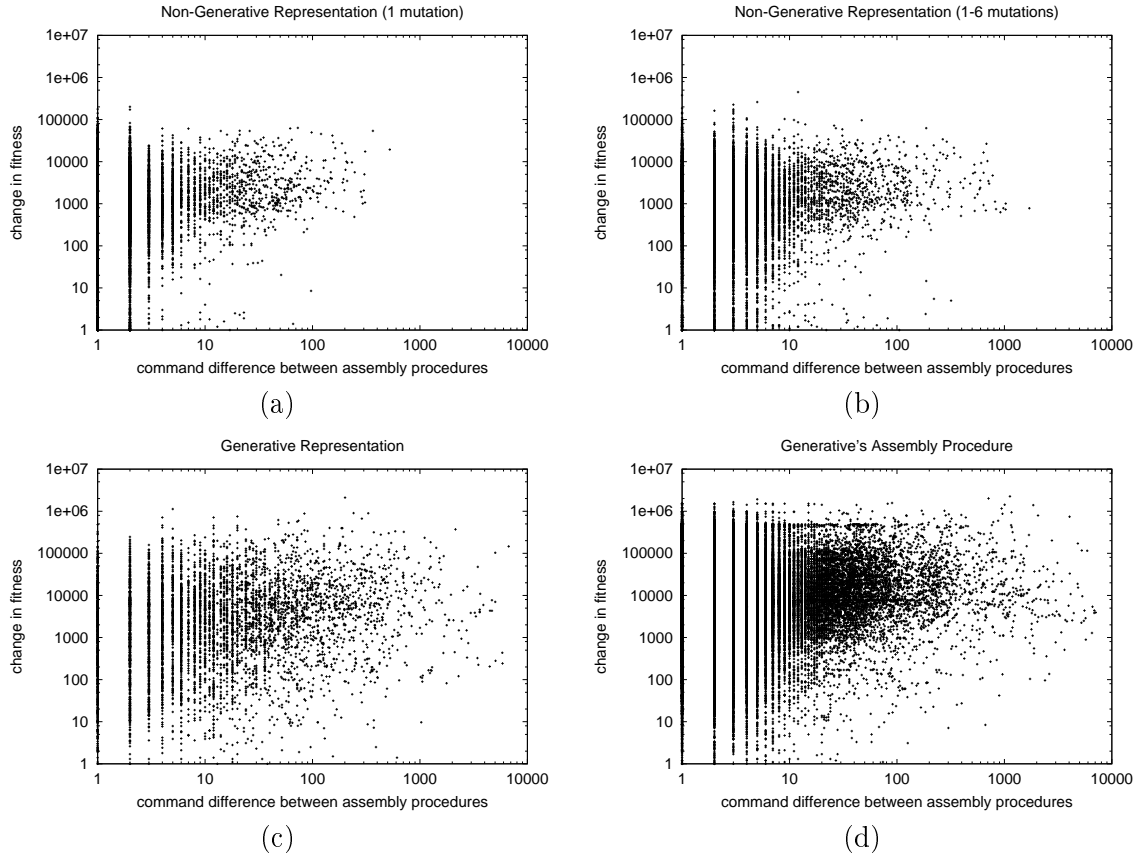 Non-Generative Representation (1 mutation)
1e+07
1e+06
100000
10000
1000
100
10
1
change in fitness
1 10 100 1000 10000
command difference between assembly procedures
(a)
Non-Generative Representation (1-6 mutations)
1e+07
1e+06
100000
10000
1000
100
10
1
change in fitness
1 10 100 1000 10000
command difference between assembly procedures
(b)
Generative Representation
1e+07
1e+06
100000
10000
1000
100
10
1
change in fitness
1 10 100 1000 10000
command difference between assembly procedures
(c)
Generative's Assembly Procedure
1e+07
1e+06
100000
10000
1000
100
10
1
change in fitness
1 10 100 1000 10000
command difference between assembly procedures
(d)